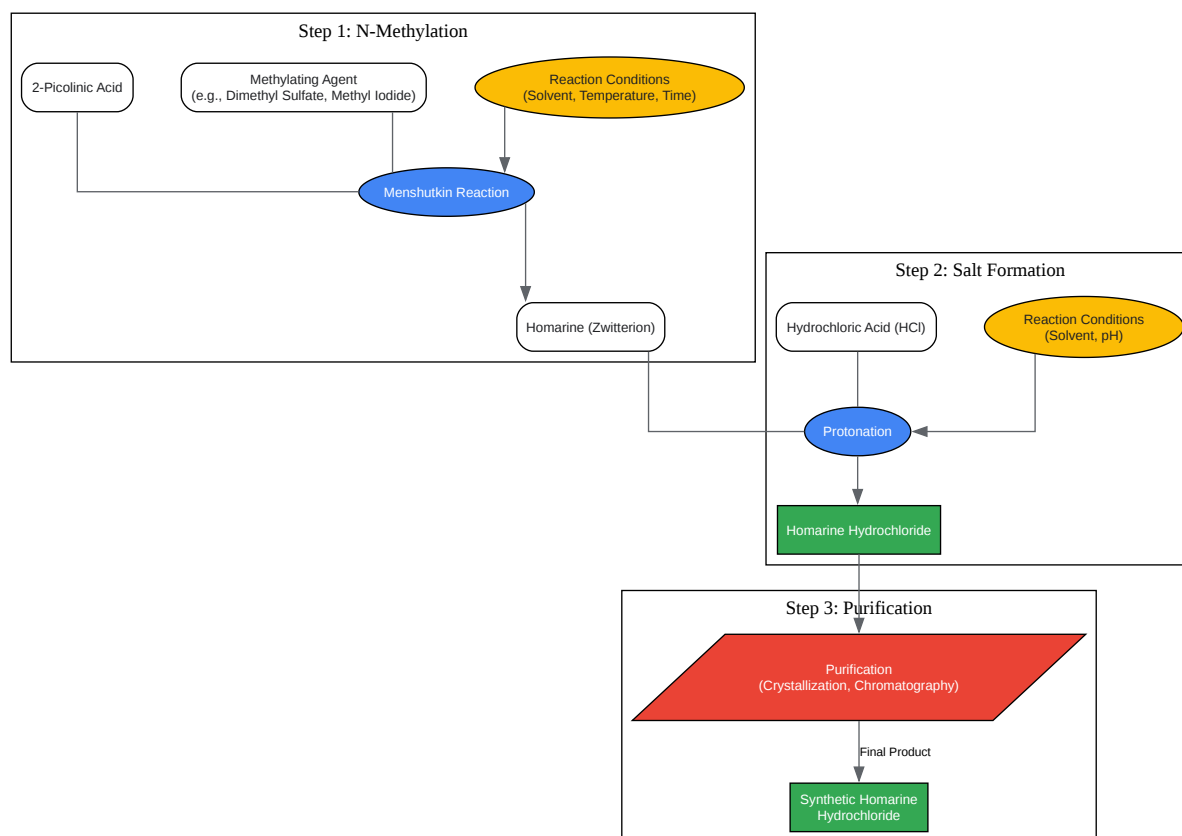 Step 1: N-Methylation
2-Picolinic Acid
Methylating Agent
(e.g., Dimethyl Sulfate, Methyl Iodide)
Reaction Conditions
(Solvent, Temperature, Time)
Menshutkin Reaction
Homarine (Zwitterion)
Step 2: Salt Formation
Hydrochloric Acid (HCl)
Reaction Conditions
(Solvent, pH)
Protonation
Homarine Hydrochloride
Step 3: Purification
Purification
(Crystallization, Chromatography)
Final Product
Synthetic Homarine
Hydrochloride